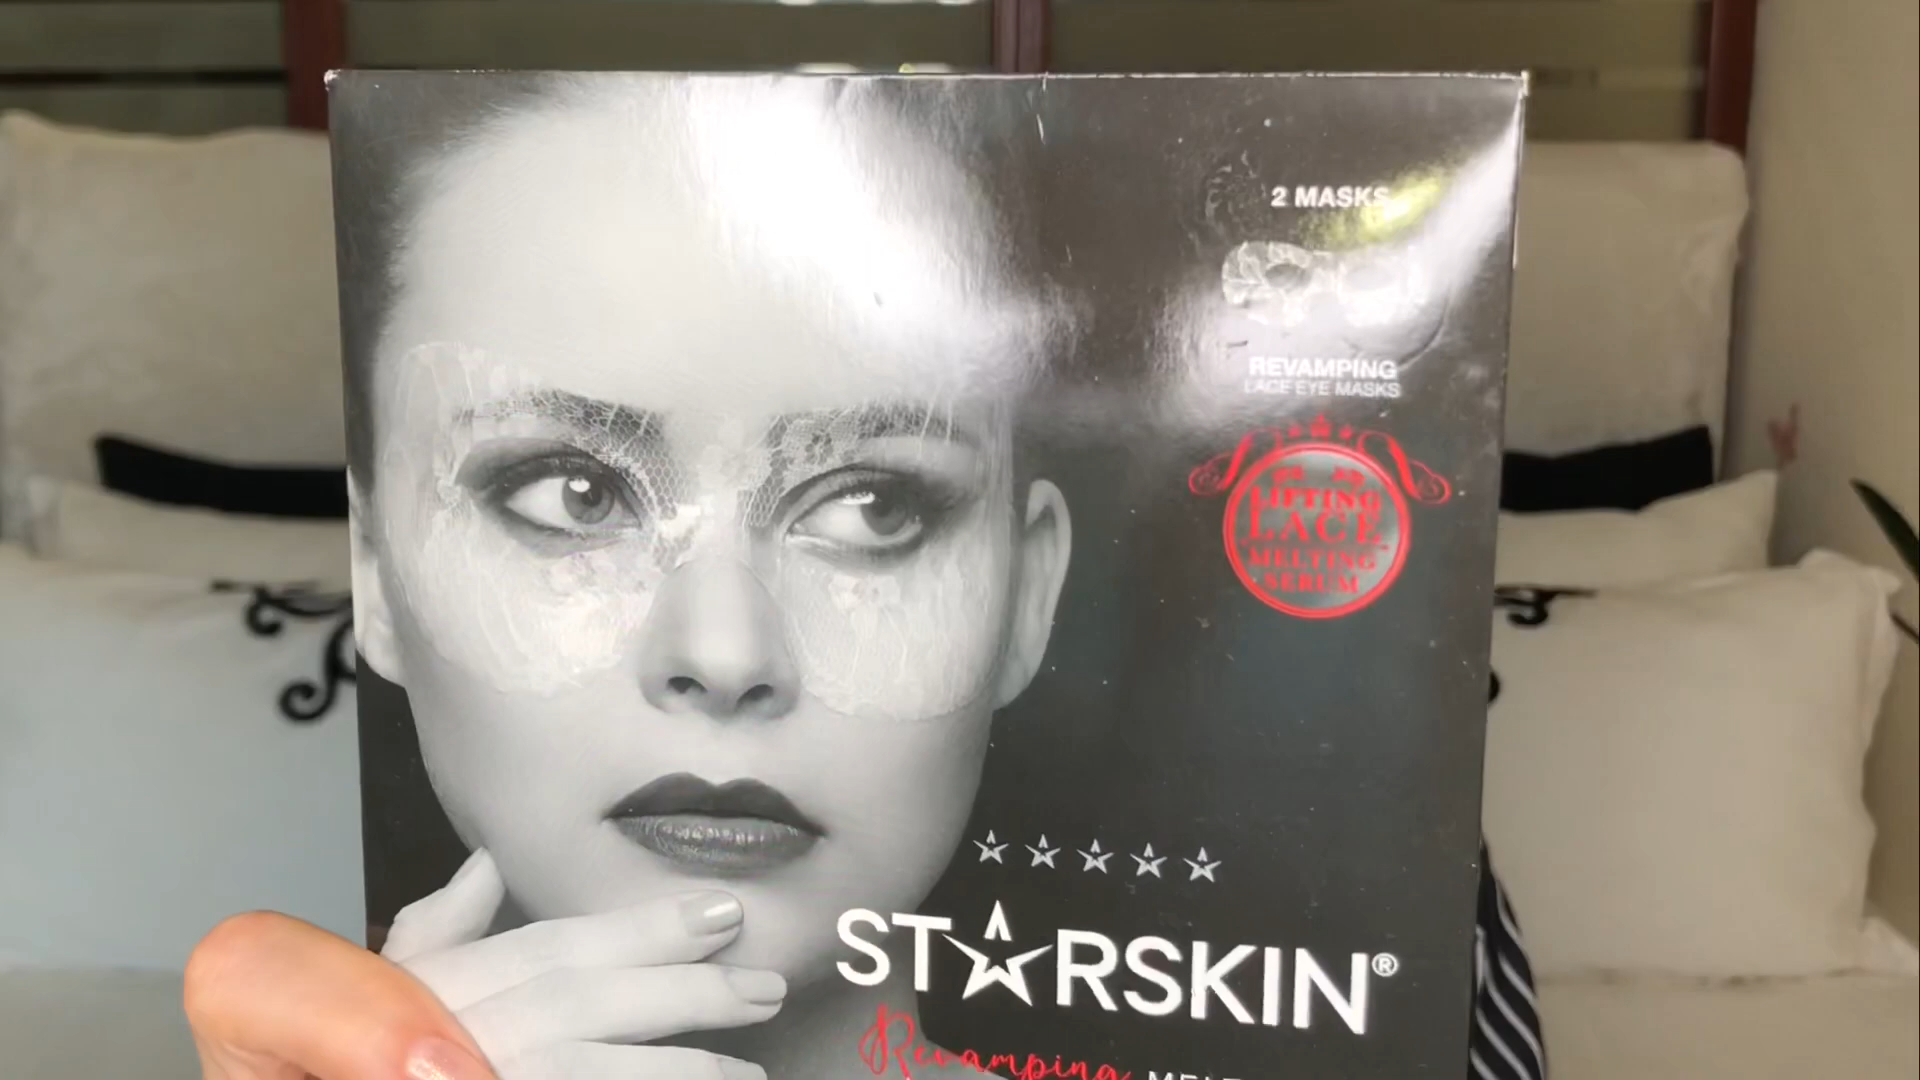 2 MASKS
REVAMPING
LACE EYE MASKS
LIFTING
LACE
MELTING
SERUM
STARSKIN®
Revamping